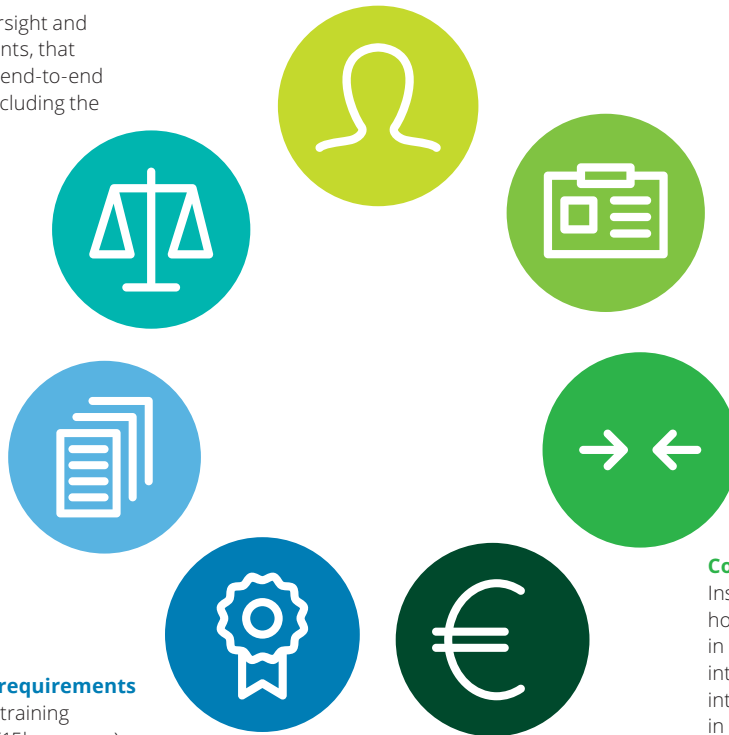 rsight and
nts, that
end-to-end
cluding the
Co
Ins
ho
in
int
int
in
requirements
training